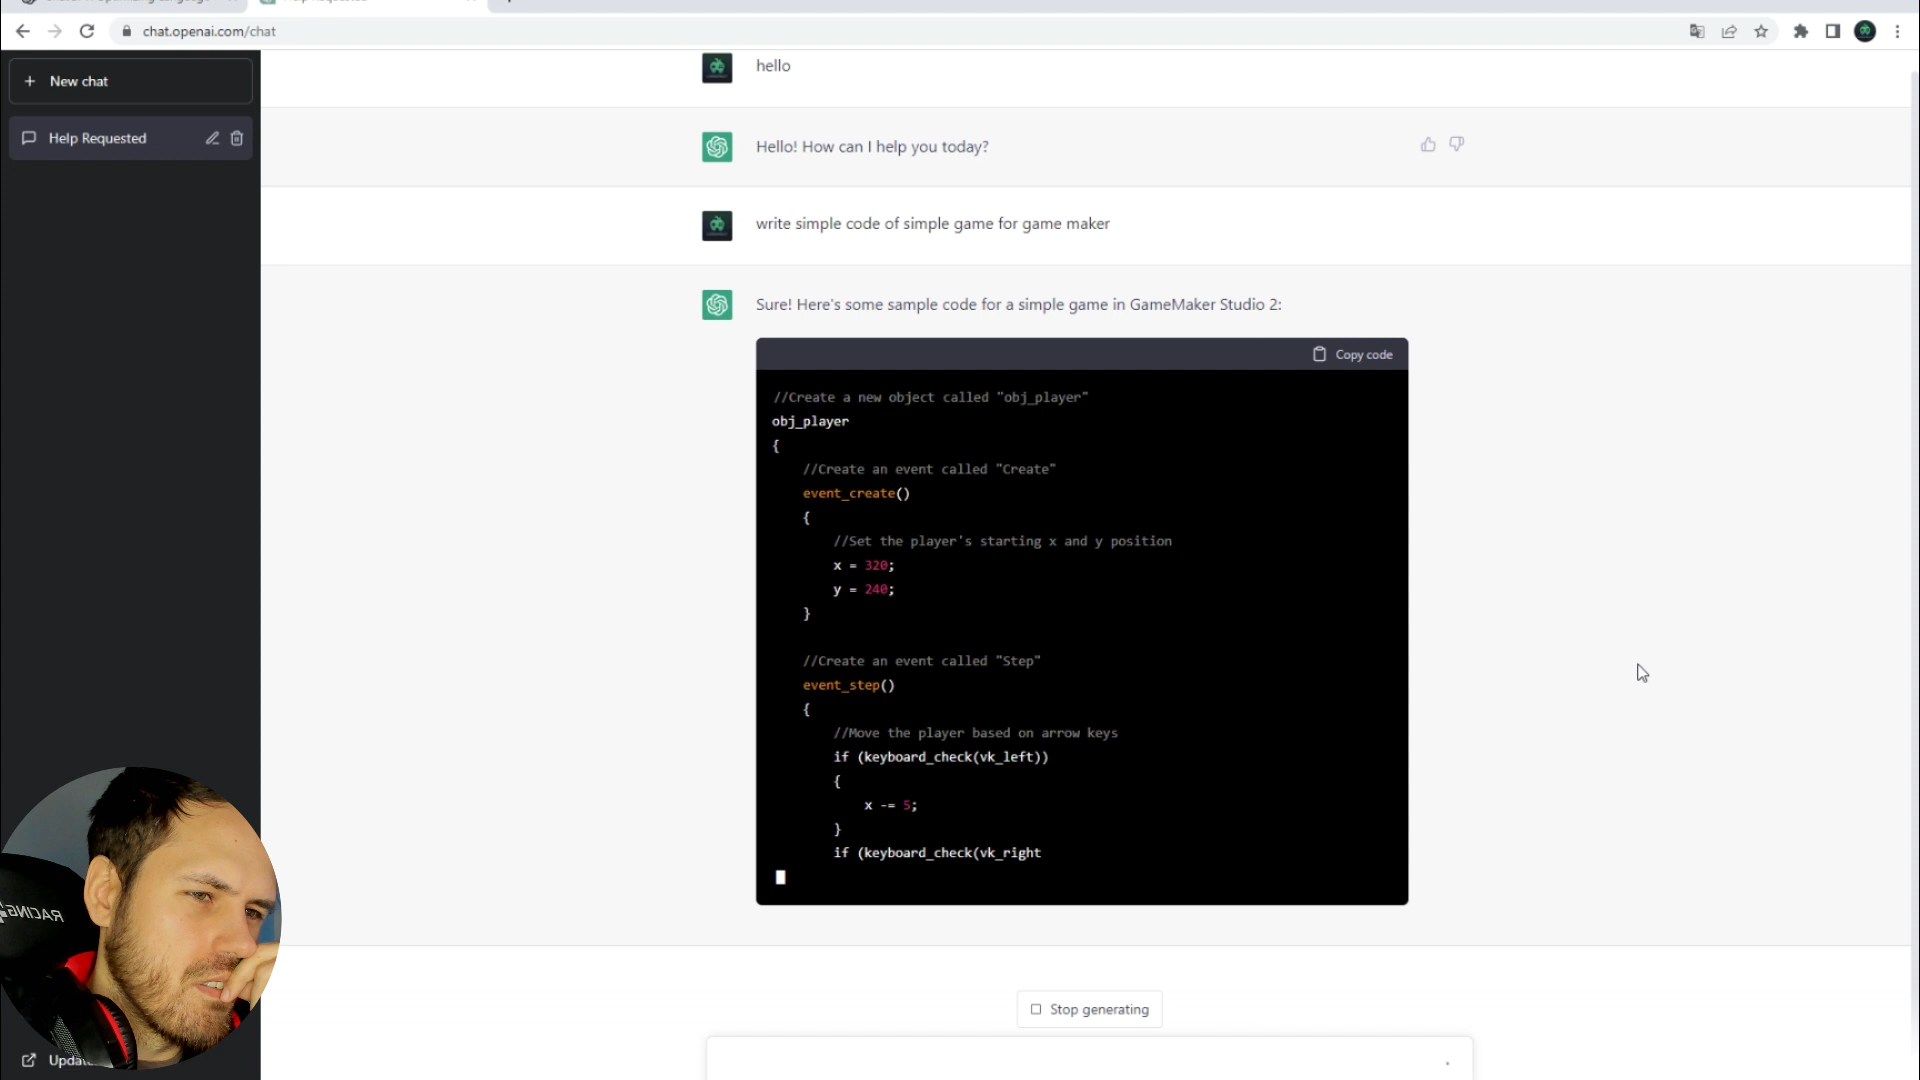 chat.openai.com/chat
+ New chat
Help Requested
hello
Hello! How can I help you today?
write simple code of simple game for game maker
Sure! Here's some sample code for a simple game in GameMaker Studio 2:
Copy code
//Create a new object called "obj_player"
obj_player
{
//Create an event called "Create"
event_create()
{
//Set the player's starting x and y position
x = 320;
y = 240;
}
//Create an event called "Step"
event_step()
{
//Move the player based on arrow keys
if (keyboard_check(vk_left))
{
x -= 5;
}
if (keyboard_check(vk_right
Stop generating
RACING